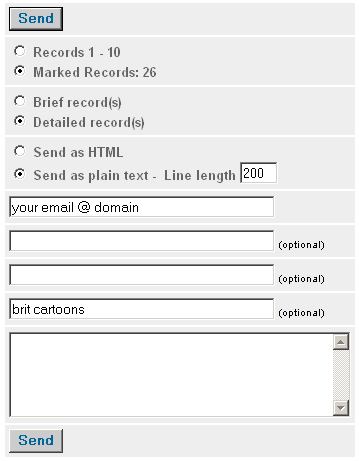 Send
Records 1 - 10
Marked Records: 26
Brief record(s)
Detailed record(s)
Send as HTML
Send as plain text - Line length 200
your email @ domain
(optional)
(optional)
brit cartoons (optional)
Send